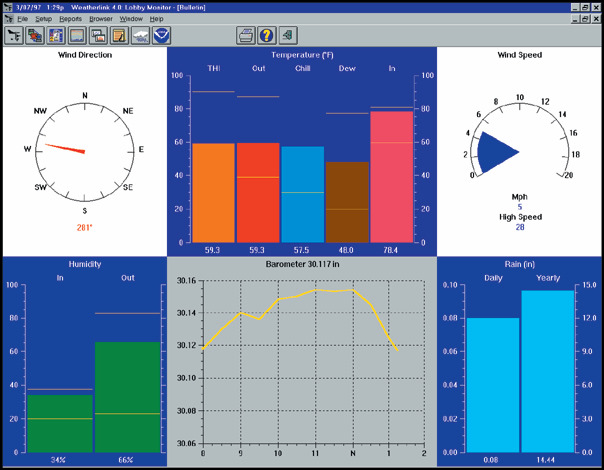 3/07/97 1:29p Weatherlink 4.0: Lobby Monitor - [Bulletin]
File Setup Reports Browser Window Help
Wind Direction
N
NW NE
W E
SW SE
S
281°
Temperature (°F)
THI Out Chill Dew In
100 100
80 80
60 60
40 40
20 20
0 0
59.3 59.3 57.5 48.0 78.4
Wind Speed
10
8 12
6 14
4 16
2 18
0 20
Mph
5
High Speed
28
Humidity
In Out
100
80
60
40
20
0
34% 66%
Barometer 30.117 in
30.16
30.14
30.12
30.10
30.08
30.06
8 9 10 11 N 1 2
Rain (in)
Daily Yearly
0.10 15.0
0.08 12.0
0.06 9.0
0.04 6.0
0.02 3.0
0.00 0.0
0.08 14.44